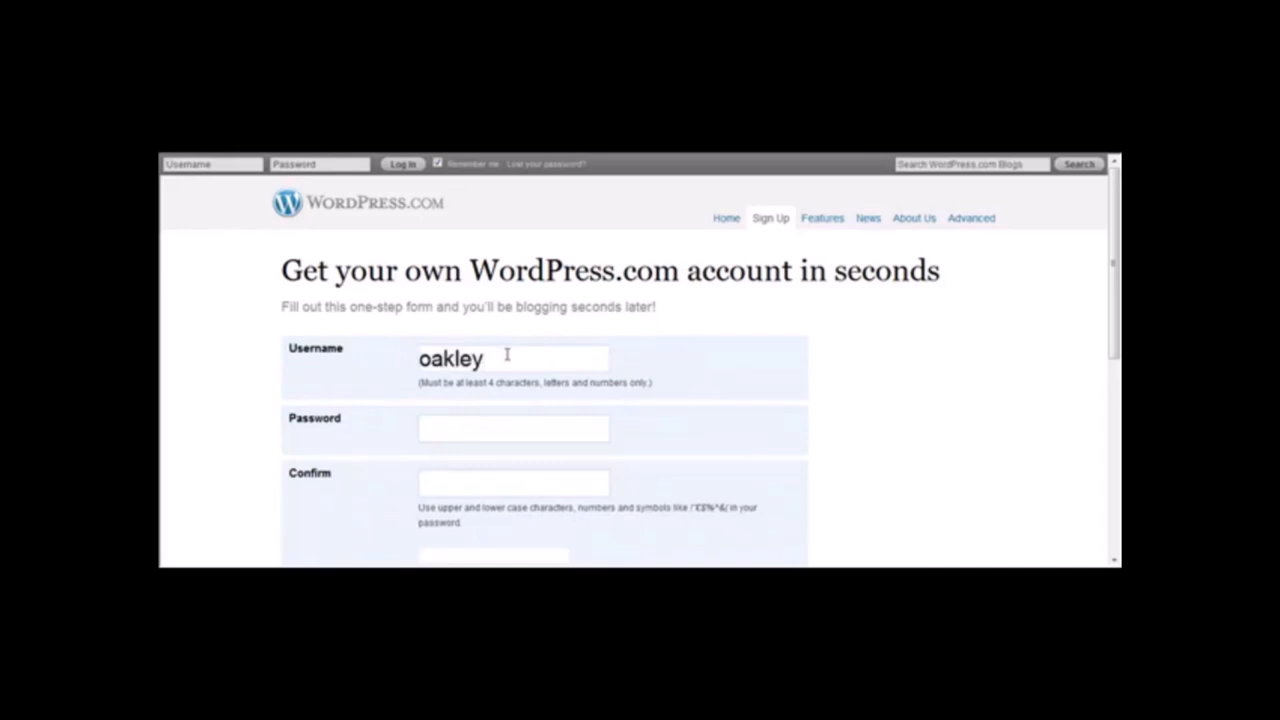 Username Password Log In Remember me Lost your password? Search WordPress.com Blogs Search
WORDPRESS.COM
Home Sign Up Features News About Us Advanced
Get your own WordPress.com account in seconds
Fill out this one-step form and you'll be blogging seconds later!
Username oakley
(Must be at least 4 characters, letters and numbers only.)
Password
Confirm
Use upper and lower case characters, numbers and symbols like in your
password.